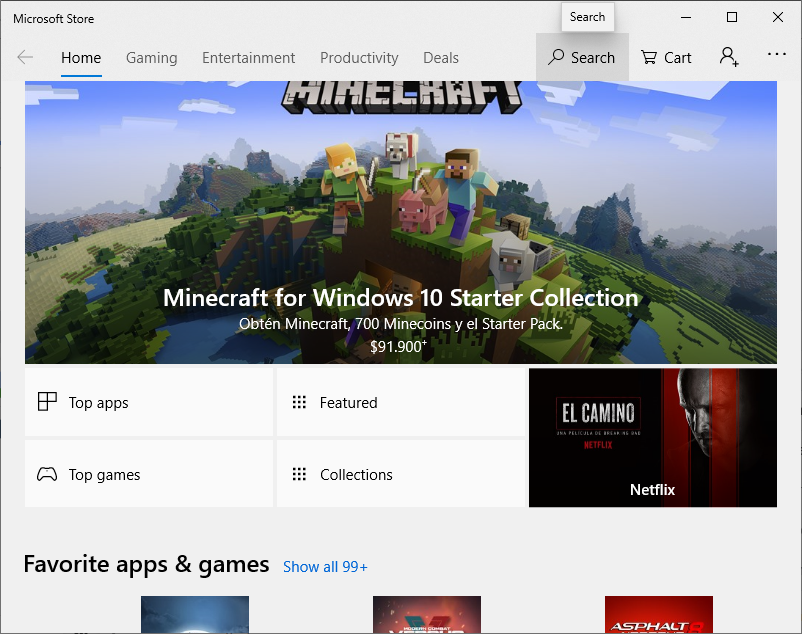 Microsoft Store
Search
Home
Gaming
Entertainment
Productivity
Deals
Search
Cart
MINECRAFT
Minecraft for Windows 10 Starter Collection
Obtén Minecraft, 700 Minecoins y el Starter Pack.
$91.900+
Top apps
Featured
EL CAMINO
UNA PELÍCULA DE BREAKING BAD
NETFLIX
Netflix
Top games
Collections
Favorite apps & games
Show all 99+
MODERN COMBAT
ASPHALT 8